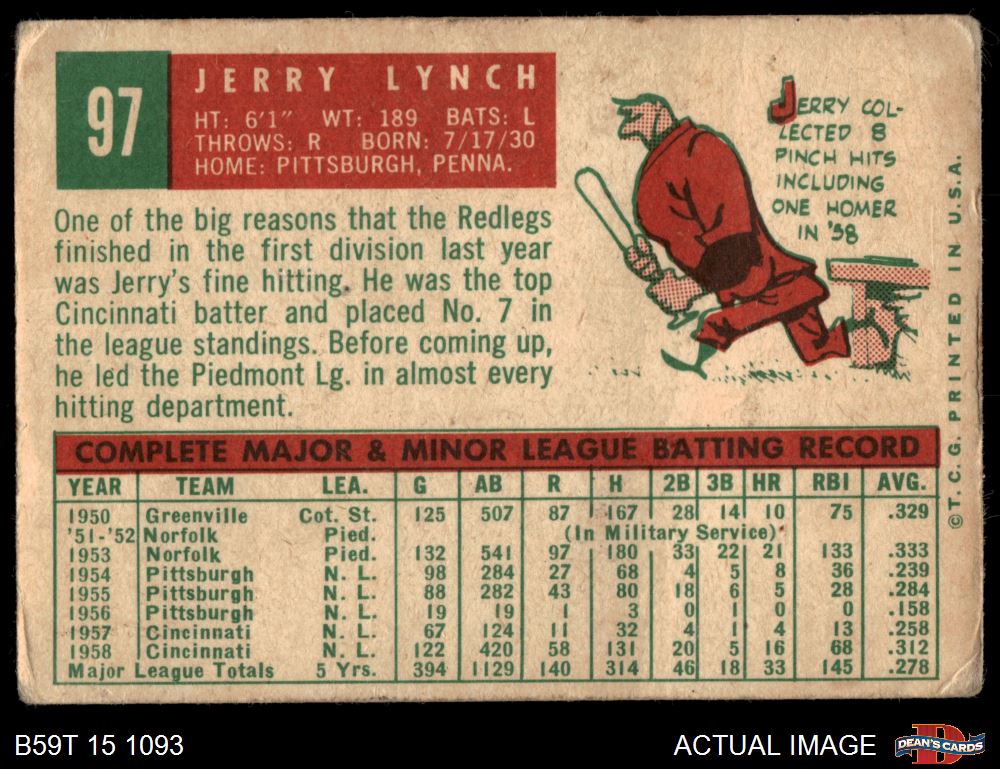 97
JERRY LYNCH
HT: 6'1" WT: 189 BATS: L
THROWS: R BORN: 7/17/30
HOME: PITTSBURGH, PENNA.
JERRY COL-
LECTED 8
PINCH HITS
INCLUDING
ONE HOMER
IN '58
One of the big reasons that the Redlegs
finished in the first division last year
was Jerry's fine hitting. He was the top
Cincinnati batter and placed No. 7 in
the league standings. Before coming up,
he led the Piedmont Lg. in almost every
hitting department.
© T. C. G. PRINTED IN U.S.A.
COMPLETE MAJOR & MINOR LEAGUE BATTING RECORD
YEAR TEAM LEA. G AB R H 2B 3B HR RBI AVG.
1950 Greenville Cot. St. 125 507 87 167 28 14 10 75 .329
'51-'52 Norfolk Pied. (In Military Service)
1953 Norfolk Pied. 132 541 97 180 33 22 21 133 .333
1954 Pittsburgh N. L. 98 284 27 68 4 5 8 36 .239
1955 Pittsburgh N. L. 88 282 43 80 18 6 5 28 .284
1956 Pittsburgh N. L. 19 19 1 3 0 1 0 0 .158
1957 Cincinnati N. L. 67 124 11 32 4 1 4 13 .258
1958 Cincinnati N. L. 122 420 58 131 20 5 16 68 .312
Major League Totals 5 Yrs. 394 1129 140 314 46 18 33 145 .278
B59T 15 1093
ACTUAL IMAGE
DEAN'S CARDS